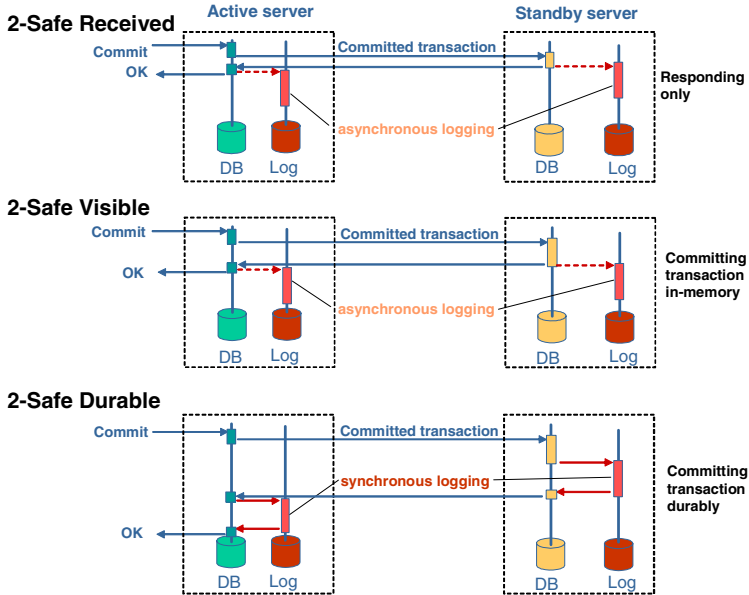 Active server
Standby server
2-Safe Received
Commit
Committed transaction
OK
Responding
only
asynchronous logging
DB
Log
DB
Log
2-Safe Visible
Commit
Committed transaction
OK
Committing
transaction
in-memory
asynchronous logging
DB
Log
DB
Log
2-Safe Durable
Commit
Committed transaction
synchronous logging
Committing
transaction
durably
OK
DB
Log
DB
Log